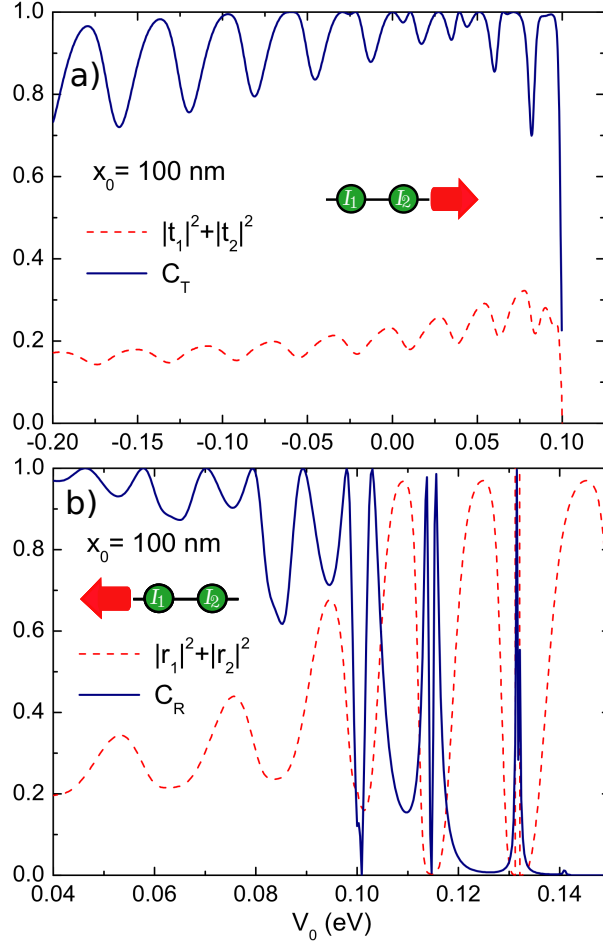 1.0
a)
0.8
x₀= 100 nm
0.6
I₁ I₂
|t₁|²+|t₂|²
0.4
C_T
0.2
0.0
-0.20 -0.15 -0.10 -0.05 0.00 0.05 0.10
1.0
b)
0.8
x₀= 100 nm
I₁ I₂
0.6
|r₁|²+|r₂|²
0.4
C_R
0.2
0.0
0.04 0.06 0.08 0.10 0.12 0.14
V₀ (eV)